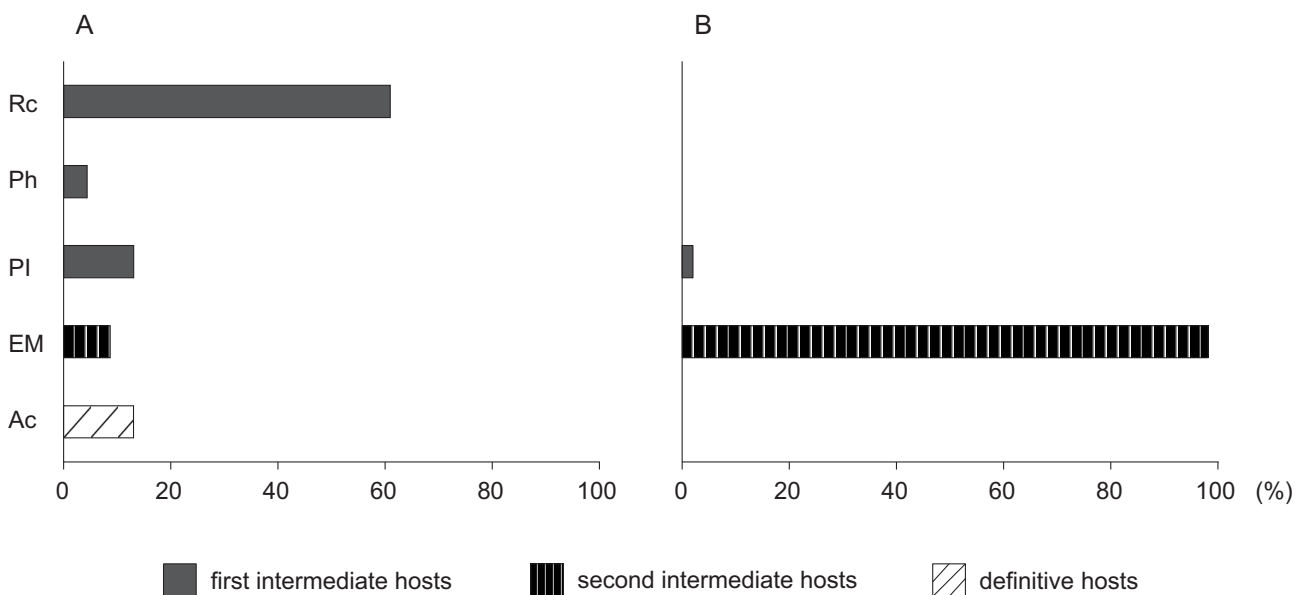 A B
Rc
Ph
Pl
EM
Ac
0 20 40 60 80 100 0 20 40 60 80 100 (%)
first intermediate hosts second intermediate hosts definitive hosts